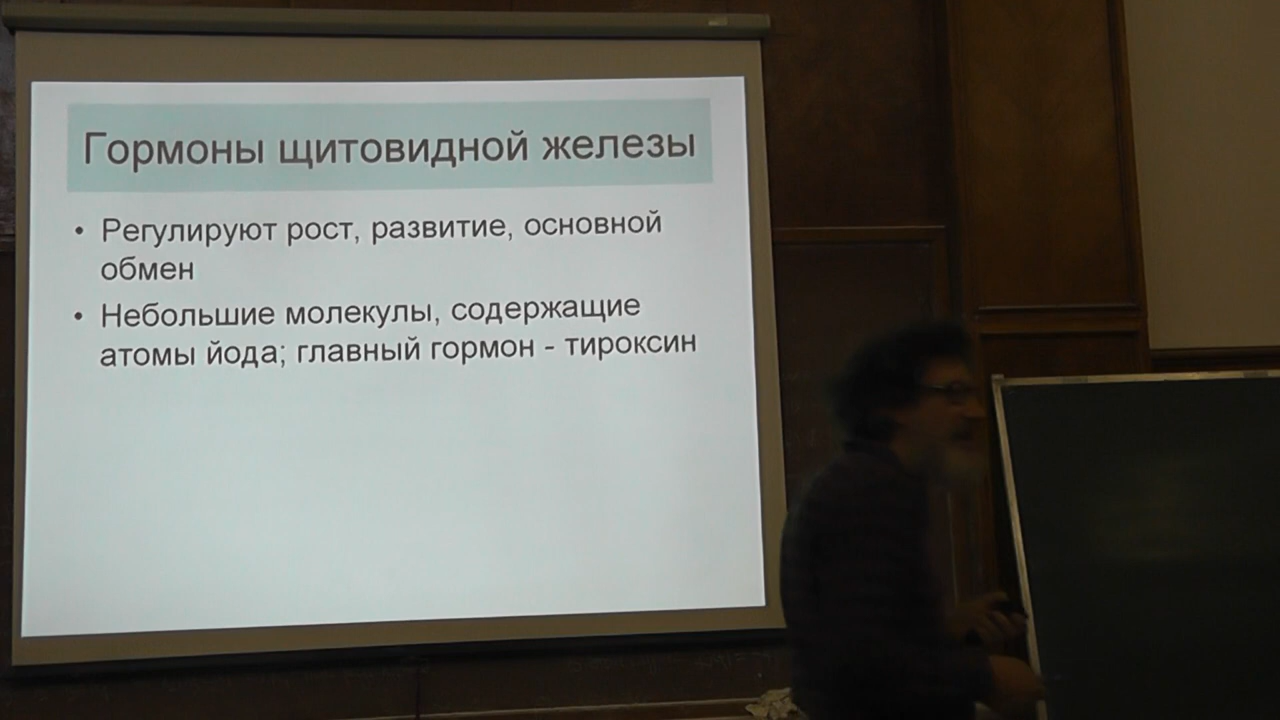 Гормоны щитовидной железы
• Регулируют рост, развитие, основной
обмен
• Небольшие молекулы, содержащие
атомы йода; главный гормон - тироксин